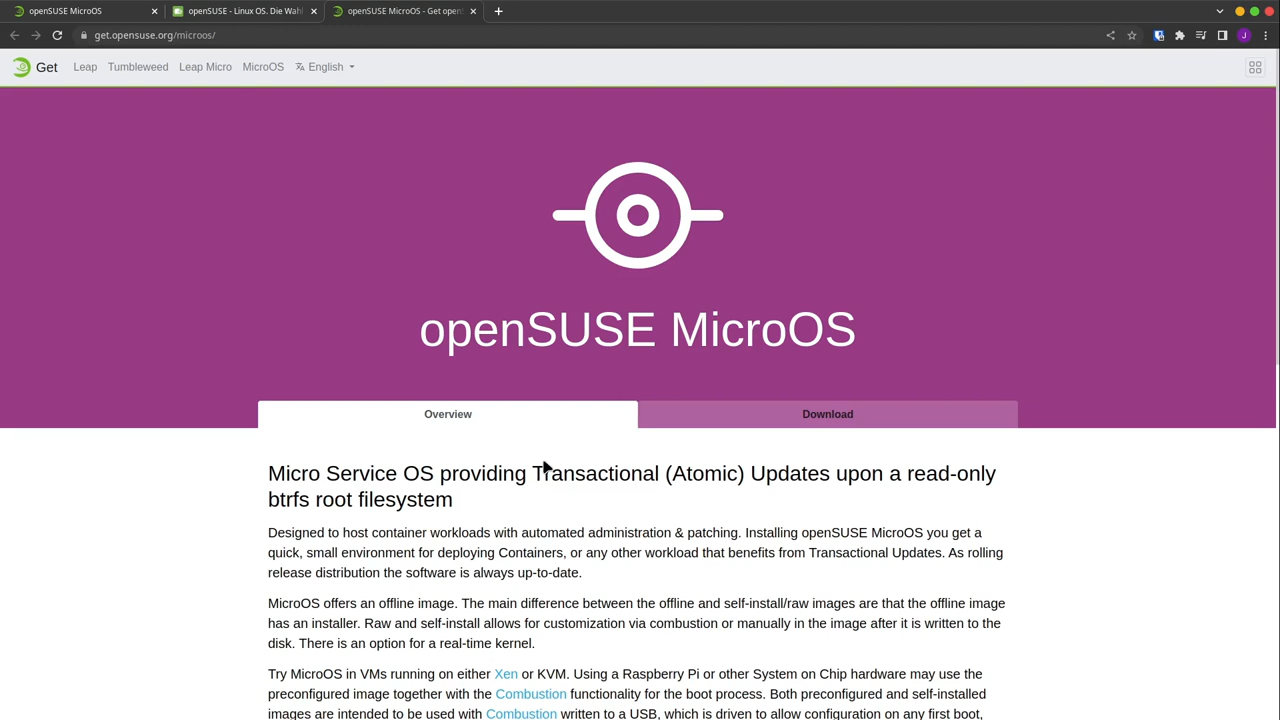 openSUSE MicroOS
openSUSE - Linux OS. Die Wahl
openSUSE MicroOS - Get open
get.opensuse.org/microos/
J
Get
Leap
Tumbleweed
Leap Micro
MicroOS
English
openSUSE MicroOS
Overview
Download
Micro Service OS providing Transactional (Atomic) Updates upon a read-only
btrfs root filesystem
Designed to host container workloads with automated administration & patching. Installing openSUSE MicroOS you get a
quick, small environment for deploying Containers, or any other workload that benefits from Transactional Updates. As rolling
release distribution the software is always up-to-date.
MicroOS offers an offline image. The main difference between the offline and self-install/raw images are that the offline image
has an installer. Raw and self-install allows for customization via combustion or manually in the image after it is written to the
disk. There is an option for a real-time kernel.
Try MicroOS in VMs running on either Xen or KVM. Using a Raspberry Pi or other System on Chip hardware may use the
preconfigured image together with the Combustion functionality for the boot process. Both preconfigured and self-installed
images are intended to be used with Combustion written to a USB, which is driven to allow configuration on any first boot,